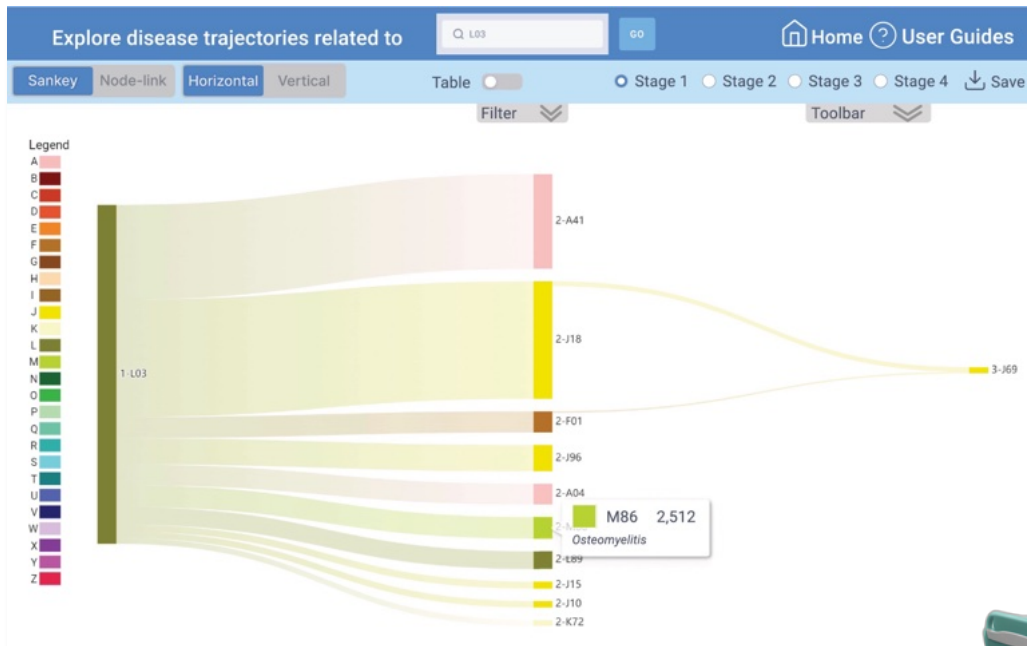 Explore disease trajectories related to L03 GO Home ? User Guides
Sankey Node-link Horizontal Vertical Table Stage 1 Stage 2 Stage 3 Stage 4 Save
Filter Toolbar
Legend
A
B
C
D
E
F
G
H
I
J
K
L
M
N
O
P
Q
R
S
T
U
V
W
X
Y
Z
1-L03
2-A41
2-J18
2-F01
2-J96
2-A04
2-L89
2-J15
2-J10
2-K72
3-J69
M86 2,512
Osteomyelitis